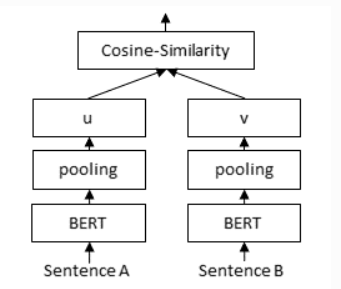 Cosine-Similarity
u v
pooling pooling
BERT BERT
Sentence A Sentence B